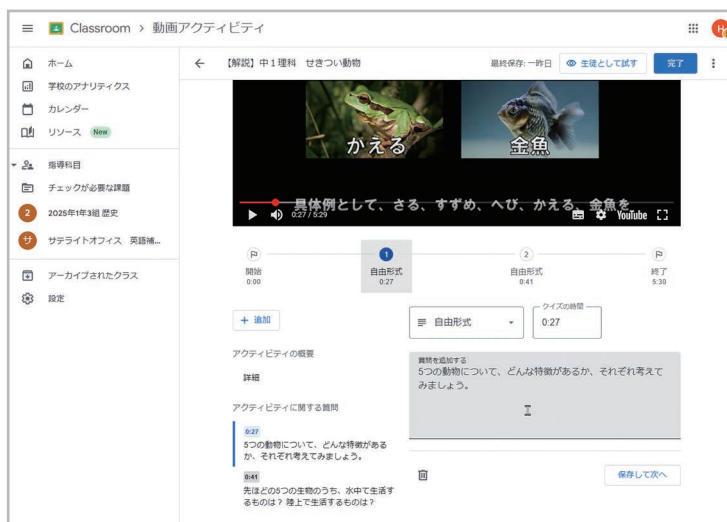 Classroom > 動画アクティビティ
ホーム
学校のアナリティクス
カレンダー
リソース New
指導科目
チェックが必要な課題
2 2025年1年3組 歴史
サ サテライトオフィス 英語補...
アーカイブされたクラス
設定
【解説】中1理科 せきつい動物
最終保存: 一昨日
生徒として試す
完了
かえる
金魚
具体例として、さる、すずめ、へび、かえる、金魚を
0:27 / 5:29
YouTube
開始
0:00
1
自由形式
0:27
2
自由形式
0:41
終了
5:30
+ 追加
アクティビティの概要
詳細
アクティビティに関する質問
0:27
5つの動物について、どんな特徴がある
か、それぞれ考えてみましょう。
0:41
先ほどの5つの生物のうち、水中で生活す
るものは？ 陸上で生活するものは？
自由形式
クイズの時間
0:27
質問を追加する
5つの動物について、どんな特徴があるか、それぞれ考えて
みましょう。
保存して次へ